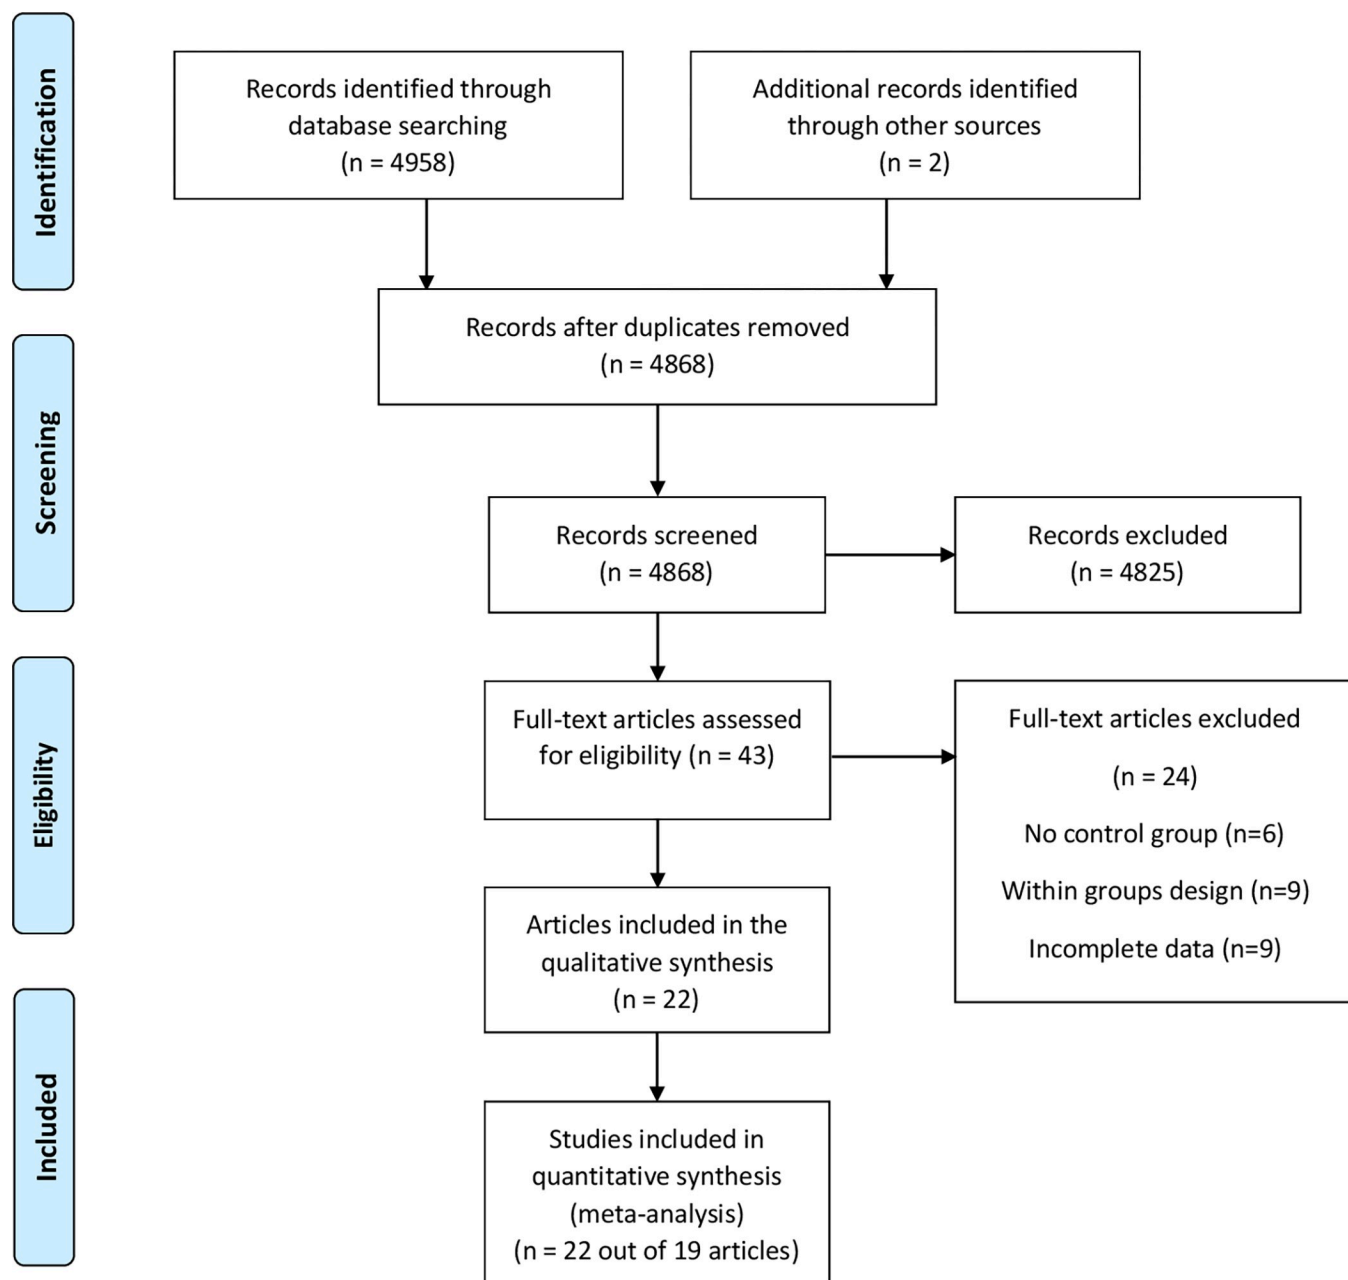 Identification
Records identified through
database searching
(n = 4958)
Additional records identified
through other sources
(n = 2)
Records after duplicates removed
(n = 4868)
Screening
Records screened
(n = 4868)
Records excluded
(n = 4825)
Eligibility
Full-text articles assessed
for eligibility (n = 43)
Full-text articles excluded
(n = 24)
No control group (n=6)
Within groups design (n=9)
Incomplete data (n=9)
Articles included in the
qualitative synthesis
(n = 22)
Included
Studies included in
quantitative synthesis
(meta-analysis)
(n = 22 out of 19 articles)